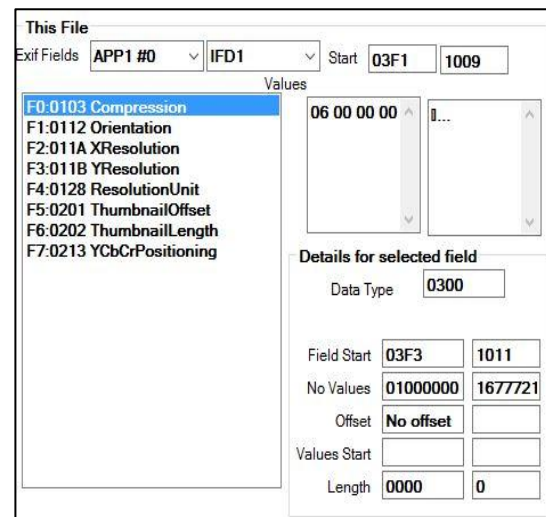 This File
Exif Fields APP1 #0 IFD1 Start 03F1 1009
Values
F0:0103 Compression
F1:0112 Orientation
F2:011A XResolution
F3:011B YResolution
F4:0128 ResolutionUnit
F5:0201 ThumbnailOffset
F6:0202 ThumbnailLength
F7:0213 YCbCrPositioning
06 00 00 00
▯...
Details for selected field
Data Type 0300
Field Start 03F3 1011
No Values 01000000 1677721
Offset No offset
Values Start
Length 0000 0